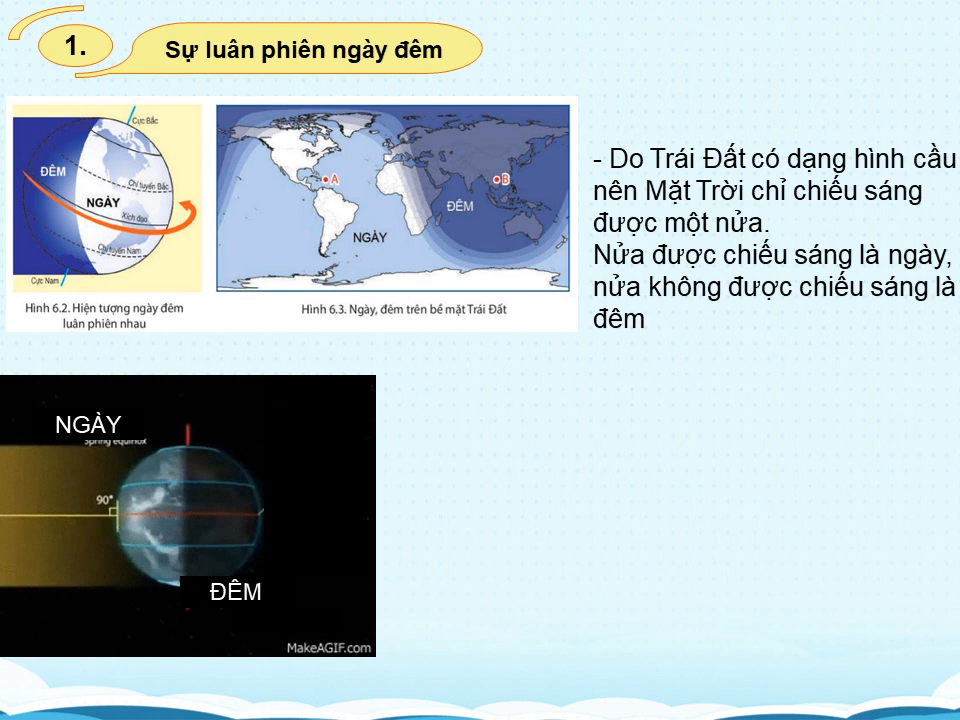 1.
Sự luân phiên ngày đêm
Cực Bắc
ĐÊM
Chí tuyến Bắc
NGÀY
Xích đạo
Chí tuyến Nam
Cực Nam
Hình 6.2. Hiện tượng ngày đêm
luân phiên nhau
A
B
ĐÊM
NGÀY
Hình 6.3. Ngày, đêm trên bề mặt Trái Đất
- Do Trái Đất có dạng hình cầu
nên Mặt Trời chỉ chiếu sáng
được một nửa.
Nửa được chiếu sáng là ngày,
nửa không được chiếu sáng là
đêm
NGÀY
Spring equinox
90°
ĐÊM
MakeAGIF.com